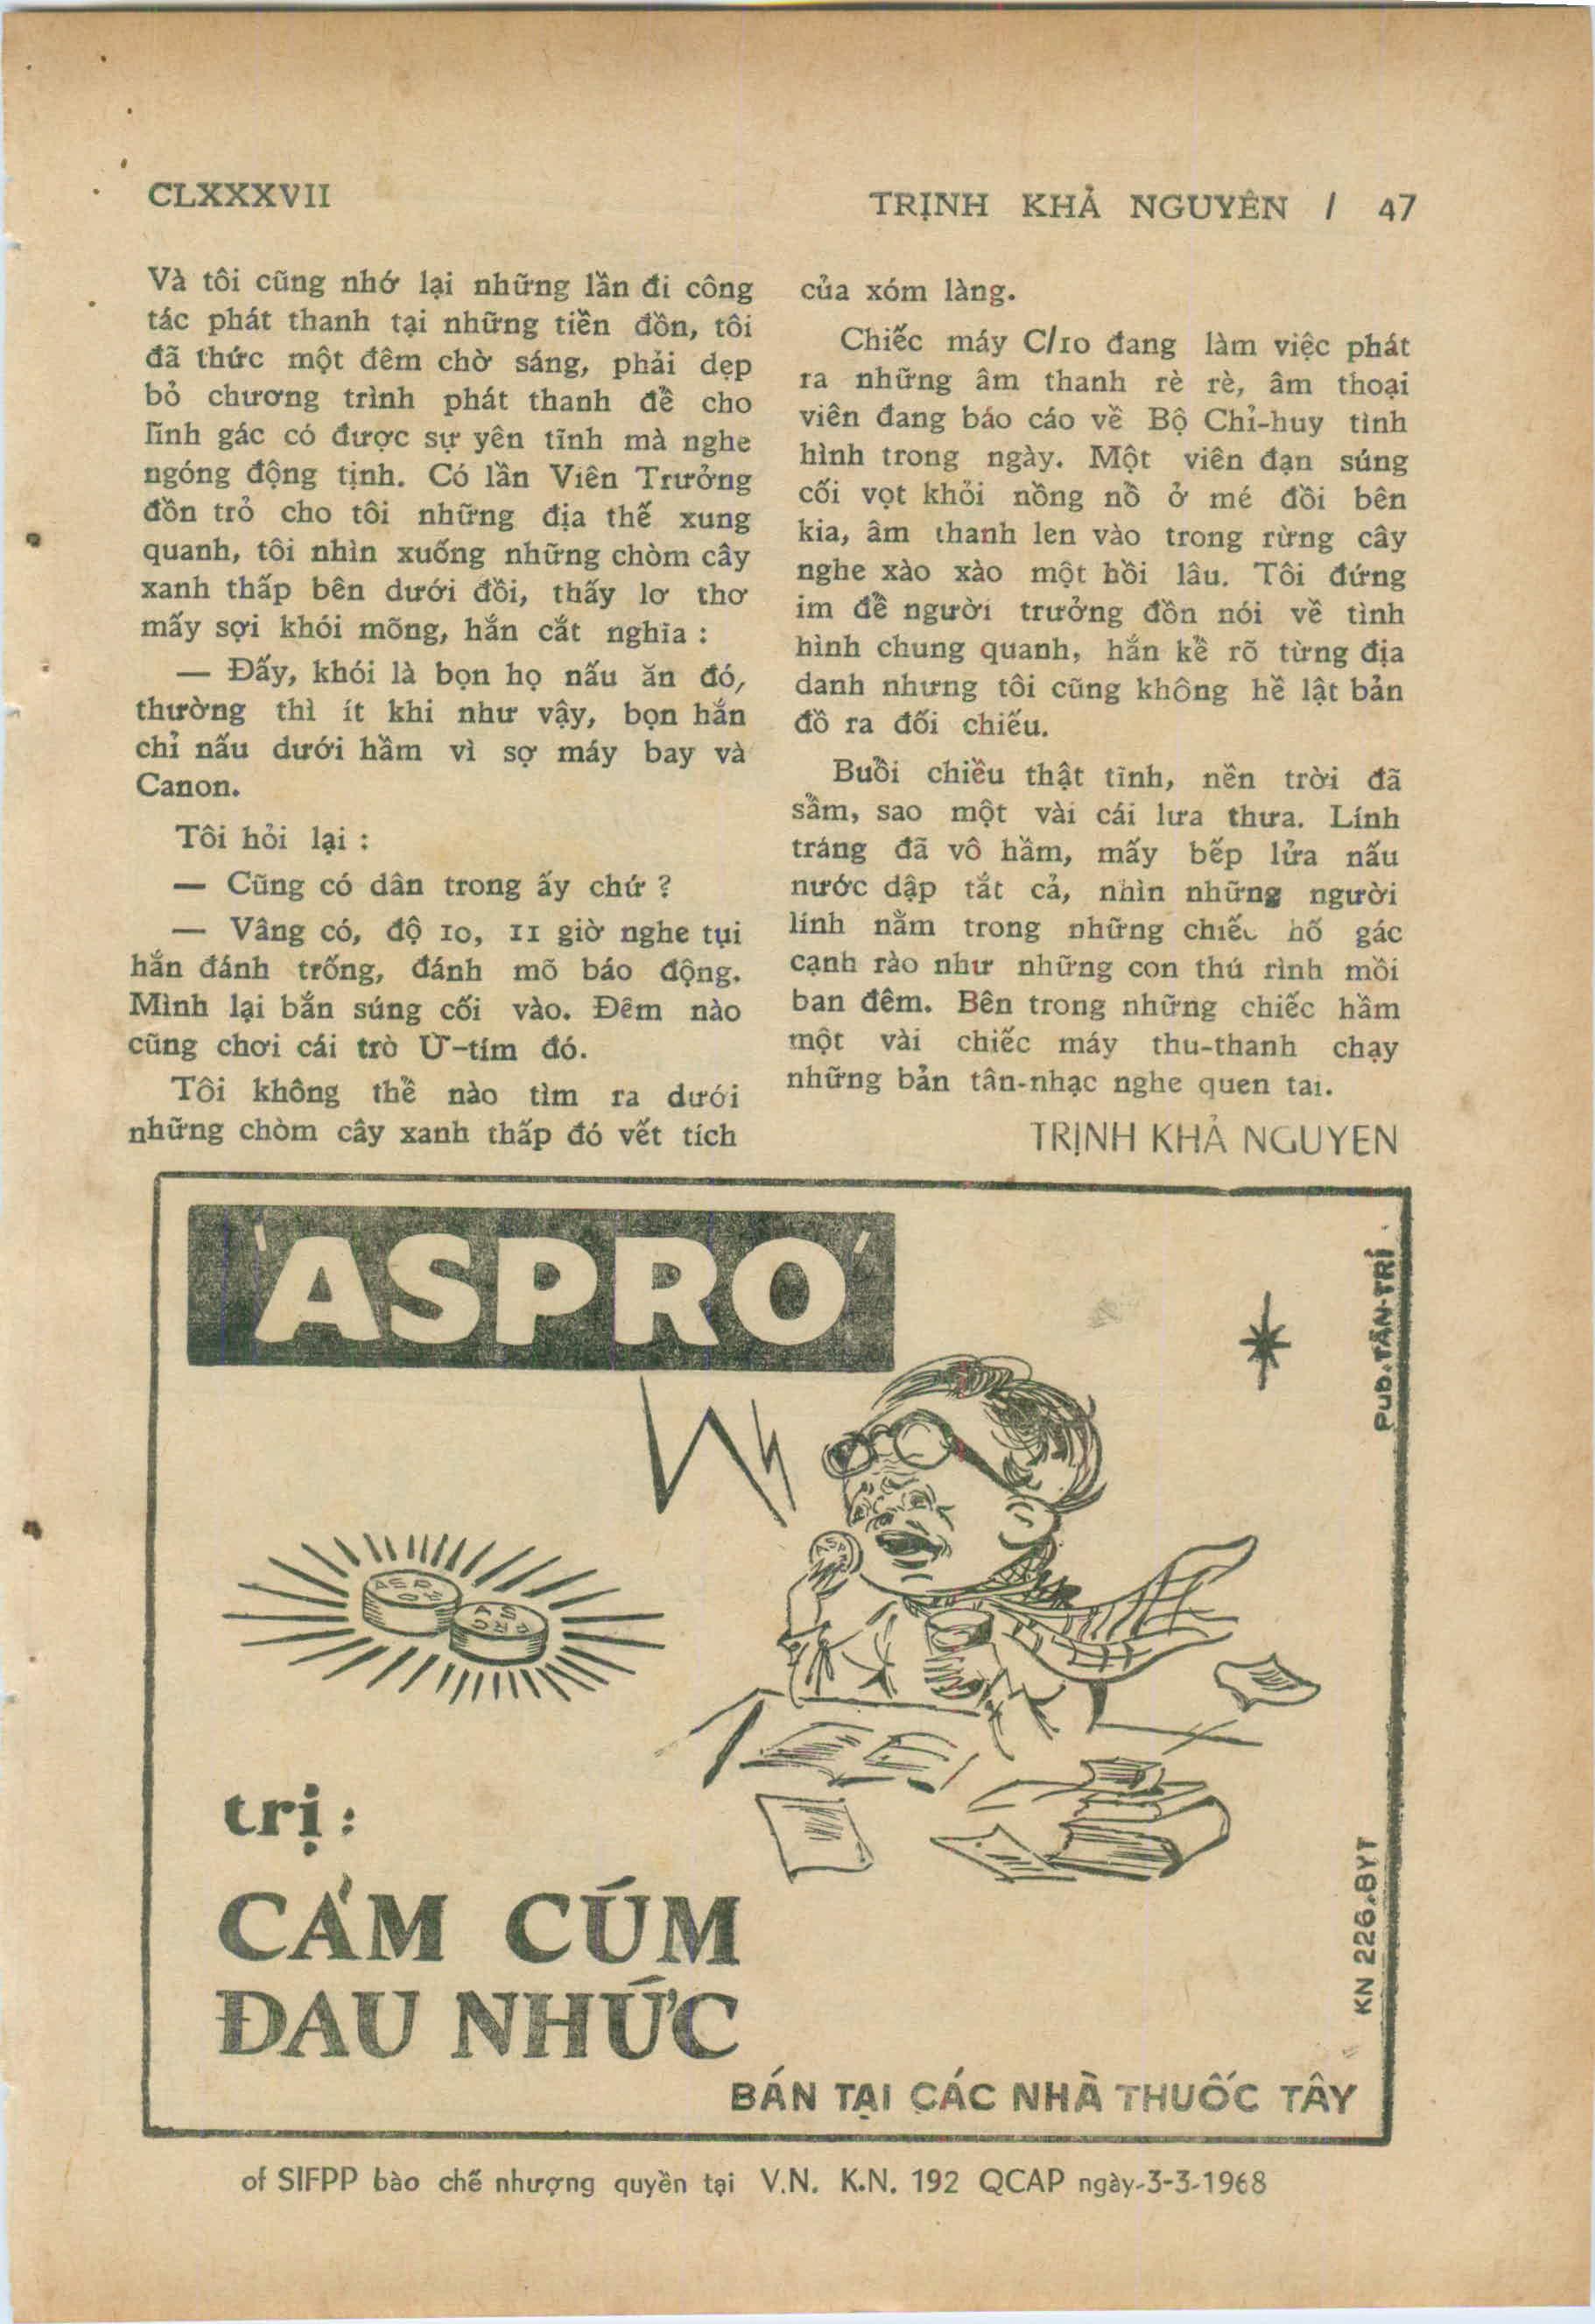 CLXXXVII
TRỊNH KHẢ NGUYÊN / 47
Và tôi cũng nhớ lại những lần đi công
tác phát thanh tại những tiền đồn, tôi
đã thức một đêm chờ sáng, phải dẹp
bỏ chương trình phát thanh để cho
lính gác có được sự yên tĩnh mà nghe
ngóng động tịnh. Có lần Viên Trưởng
đồn trỏ cho tôi những địa thế xung
quanh, tôi nhìn xuống những chòm cây
xanh thấp bên dưới đồi, thấy lơ thơ
mấy sợi khói mõng, hắn cắt nghĩa :
— Đấy, khói là bọn họ nấu ăn đó,
thường thì ít khi như vậy, bọn hắn
chỉ nấu dưới hầm vì sợ máy bay và
Canon.
Tôi hỏi lại :
— Cũng có dân trong ấy chứ ?
— Vâng có, độ 10, 11 giờ nghe tụi
hắn đánh trống, đánh mõ báo động.
Mình lại bắn súng cối vào. Đêm nào
cũng chơi cái trò Ừ-tím đó.
Tôi không thể nào tìm ra dưới
những chòm cây xanh thấp đó vết tích
của xóm làng.
Chiếc máy C/10 đang làm việc phát
ra những âm thanh rè rè, âm thoại
viên đang báo cáo về Bộ Chỉ-huy tình
hình trong ngày. Một viên đạn súng
cối vọt khỏi nồng nổ ở mé đồi bên
kia, âm thanh len vào trong rừng cây
nghe xào xào một hồi lâu. Tôi đứng
im để người trưởng đồn nói về tình
hình chung quanh, hắn kể rõ từng địa
danh nhưng tôi cũng không hề lật bản
đồ ra đối chiếu.
Buổi chiều thật tĩnh, nền trời đã
sẩm, sao một vài cái lưa thưa. Lính
tráng đã vô hầm, mấy bếp lửa nấu
nước dập tắt cả, nhìn những người
lính nằm trong những chiếc hố gác
cạnh rào như những con thú rình mồi
ban đêm. Bên trong những chiếc hầm
một vài chiếc máy thu-thanh chạy
những bản tân-nhạc nghe quen tai.
TRỊNH KHẢ NGUYEN
'ASPRO'
PUB.TÂN-TRÍ
ASPRO
ASPRO
ASP
trị :
CẢM CÚM
ĐAU NHỨC
KN 226.BYT
BÁN TẠI CÁC NHÀ THUỐC TÂY
of SIFPP bào chế nhượng quyền tại V.N. K.N. 192 QCAP ngày-3-3-1968